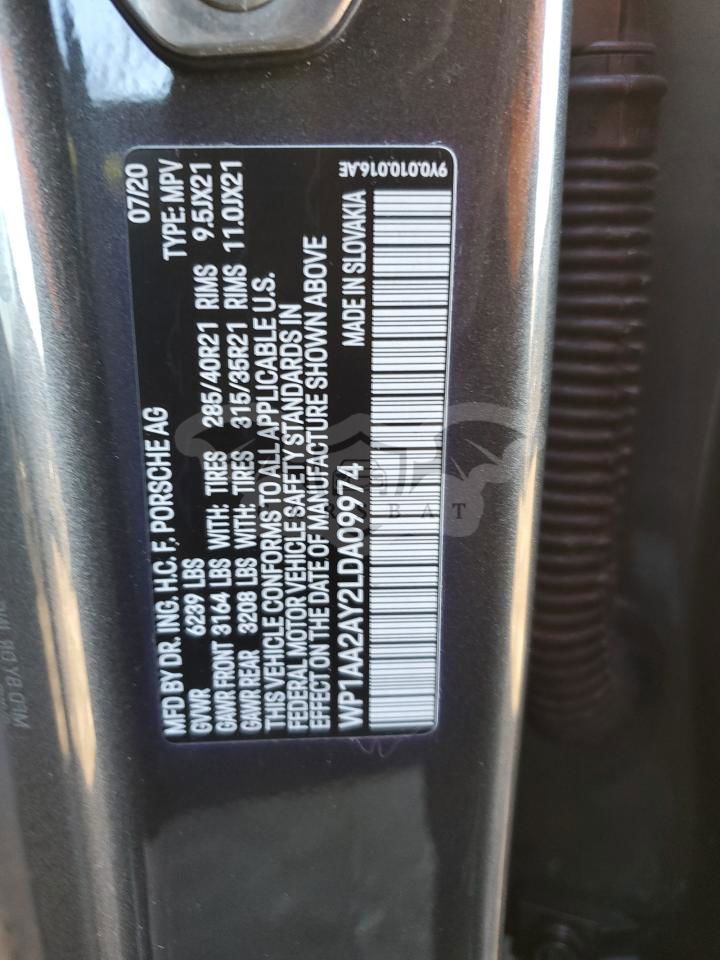 MFD BY DR. ING. H.C. F. PORSCHE AG 07/20
GVWR 6239 LBS TYPE: MPV
GAWR FRONT 3164 LBS WITH: TIRES 285/40R21 RIMS 9.5JX21
GAWR REAR 3208 LBS WITH: TIRES 315/35R21 RIMS 11.0JX21
THIS VEHICLE CONFORMS TO ALL APPLICABLE U.S.
FEDERAL MOTOR VEHICLE SAFETY STANDARDS IN
EFFECT ON THE DATE OF MANUFACTURE SHOWN ABOVE
WP1AA2AY2LDA09974 MADE IN SLOVAKIA
9Y0.010.016.AE